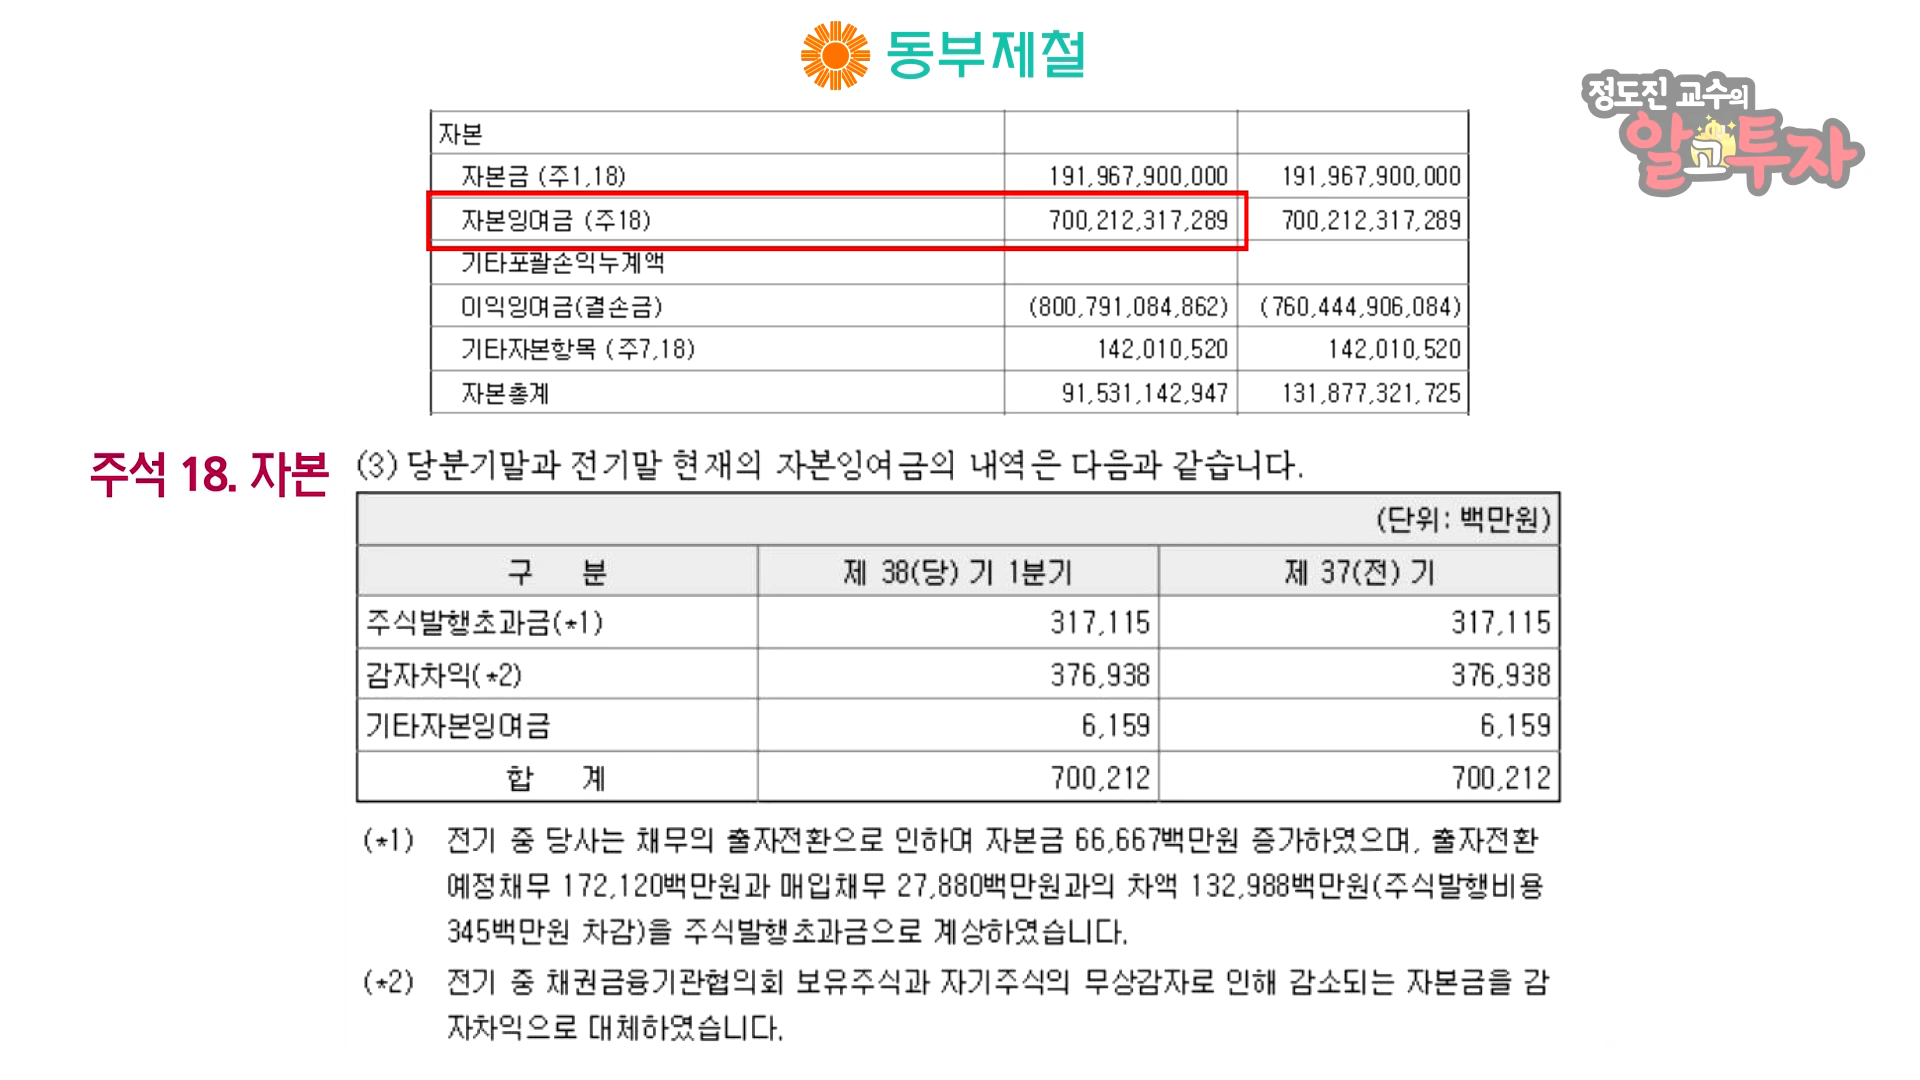 동부제철
정도진 교수의
알고투자
자본
자본금 (주1,18) 191,967,900,000 191,967,900,000
자본잉여금 (주18) 700,212,317,289 700,212,317,289
기타포괄손익누계액
이익잉여금(결손금) (800,791,084,862) (760,444,906,084)
기타자본항목 (주7,18) 142,010,520 142,010,520
자본총계 91,531,142,947 131,877,321,725
주석 18. 자본 (3) 당분기말과 전기말 현재의 자본잉여금의 내역은 다음과 같습니다.
(단위: 백만원)
구 분 제 38(당) 기 1분기 제 37(전) 기
주식발행초과금(*1) 317,115 317,115
감자차익(*2) 376,938 376,938
기타자본잉여금 6,159 6,159
합 계 700,212 700,212
(*1) 전기 중 당사는 채무의 출자전환으로 인하여 자본금 66,667백만원 증가하였으며, 출자전환
예정채무 172,120백만원과 매입채무 27,880백만원과의 차액 132,988백만원(주식발행비용
345백만원 차감)을 주식발행초과금으로 계상하였습니다.
(*2) 전기 중 채권금융기관협의회 보유주식과 자기주식의 무상감자로 인해 감소되는 자본금을 감
자차익으로 대체하였습니다.